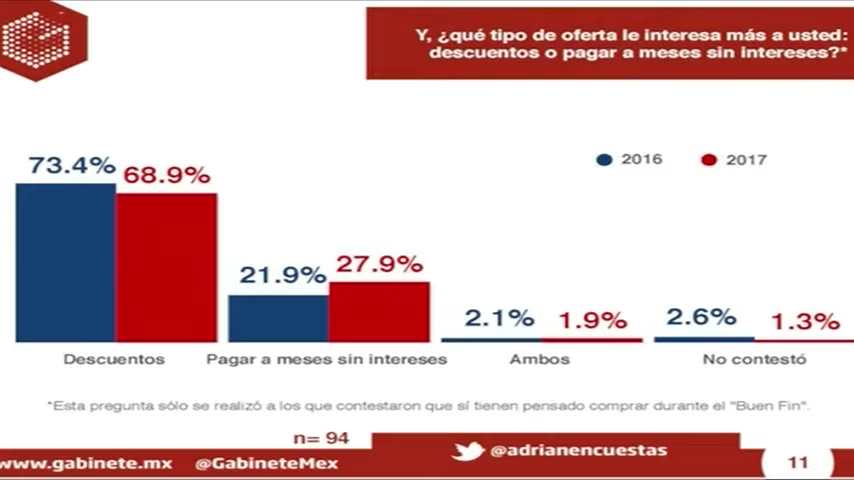 Y, ¿qué tipo de oferta le interesa más a usted:
descuentos o pagar a meses sin intereses?*
2016
2017
73.4%
68.9%
21.9%
27.9%
2.1%
1.9%
2.6%
1.3%
Descuentos
Pagar a meses sin intereses
Ambos
No contestó
*Esta pregunta sólo se realizó a los que contestaron que sí tienen pensado comprar durante el "Buen Fin".
n= 94
www.gabinete.mx
@GabineteMex
@adrianencuestas
11